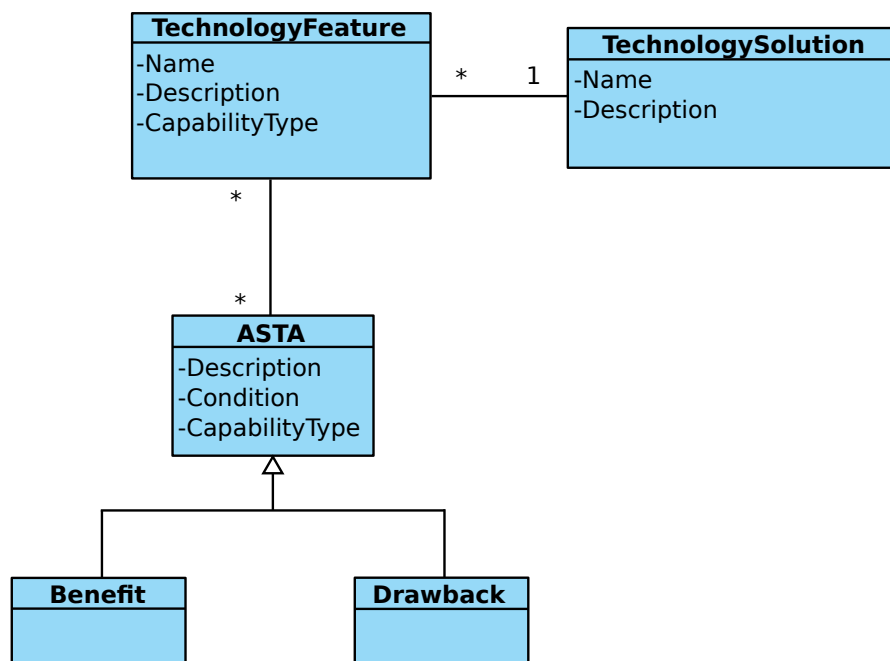 TechnologyFeature
-Name
-Description
-CapabilityType
* 1
TechnologySolution
-Name
-Description
*
*
ASTA
-Description
-Condition
-CapabilityType
Benefit
Drawback